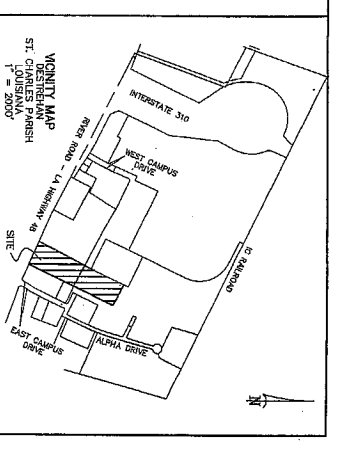 VICINITY MAP
DESTREHAN
ST. CHARLES PARISH
LOUISIANA
1" = 2000'
INTERSTATE 310
RIVER ROAD - LA HIGHWAY 48
WEST CAMPUS
DRIVE
IC RAILROAD
SITE
EAST CAMPUS
DRIVE
ALPHA DRIVE
N